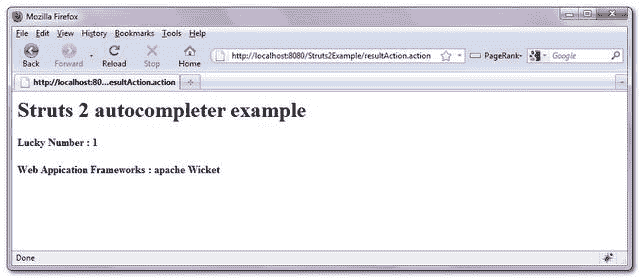 Mozilla Firefox
File Edit View History Bookmarks Tools Help
Back Forward Reload Stop Home http://localhost:8080/Struts2Example/resultAction.action PageRank Google
http://localhost:80...esultAction.action
Struts 2 autocompleter example
Lucky Number : 1
Web Appication Frameworks : apache Wicket
Done